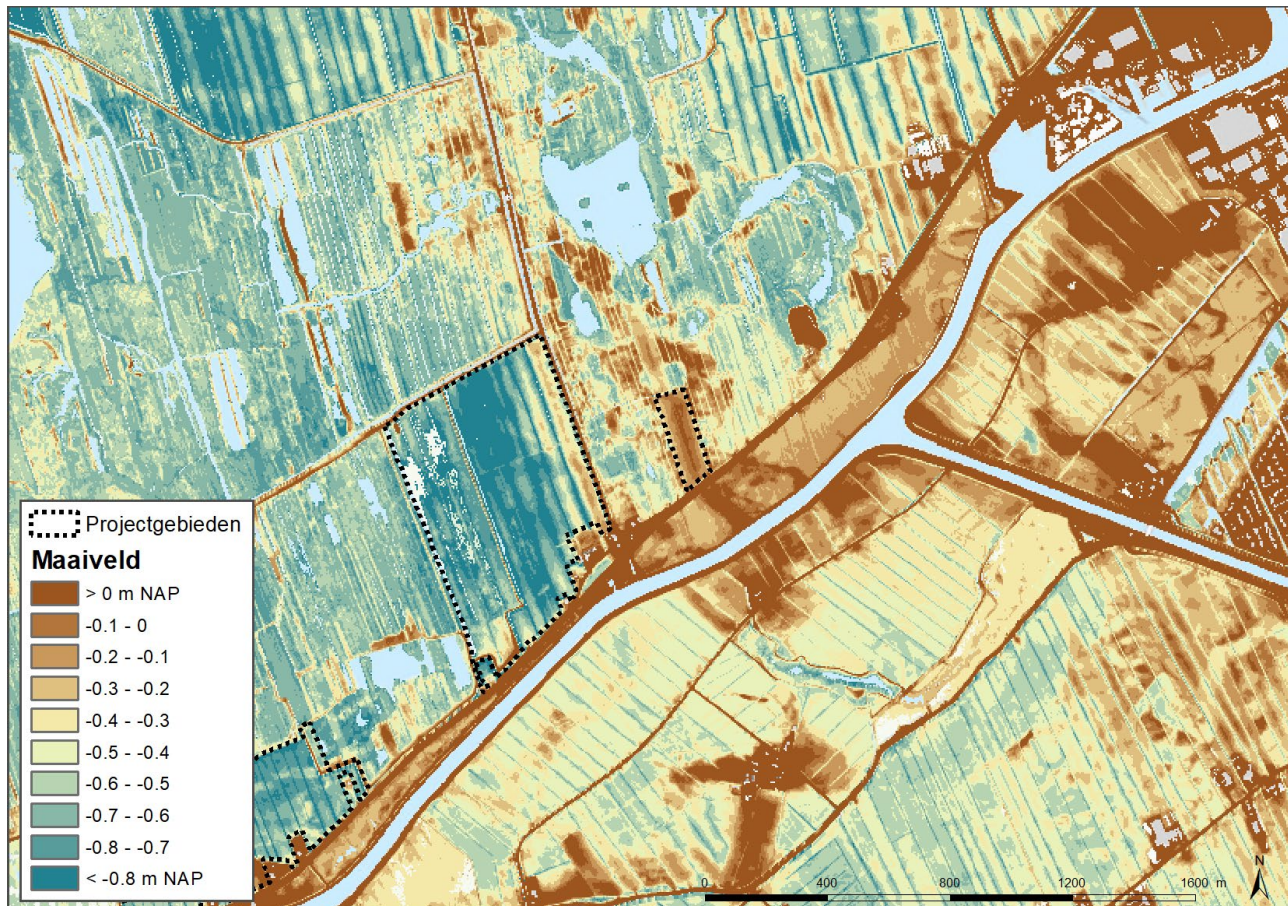 Projectgebieden
Maaiveld
> 0 m NAP
-0.1 - 0
-0.2 - -0.1
-0.3 - -0.2
-0.4 - -0.3
-0.5 - -0.4
-0.6 - -0.5
-0.7 - -0.6
-0.8 - -0.7
< -0.8 m NAP
N
0 400 800 1200 1600 m